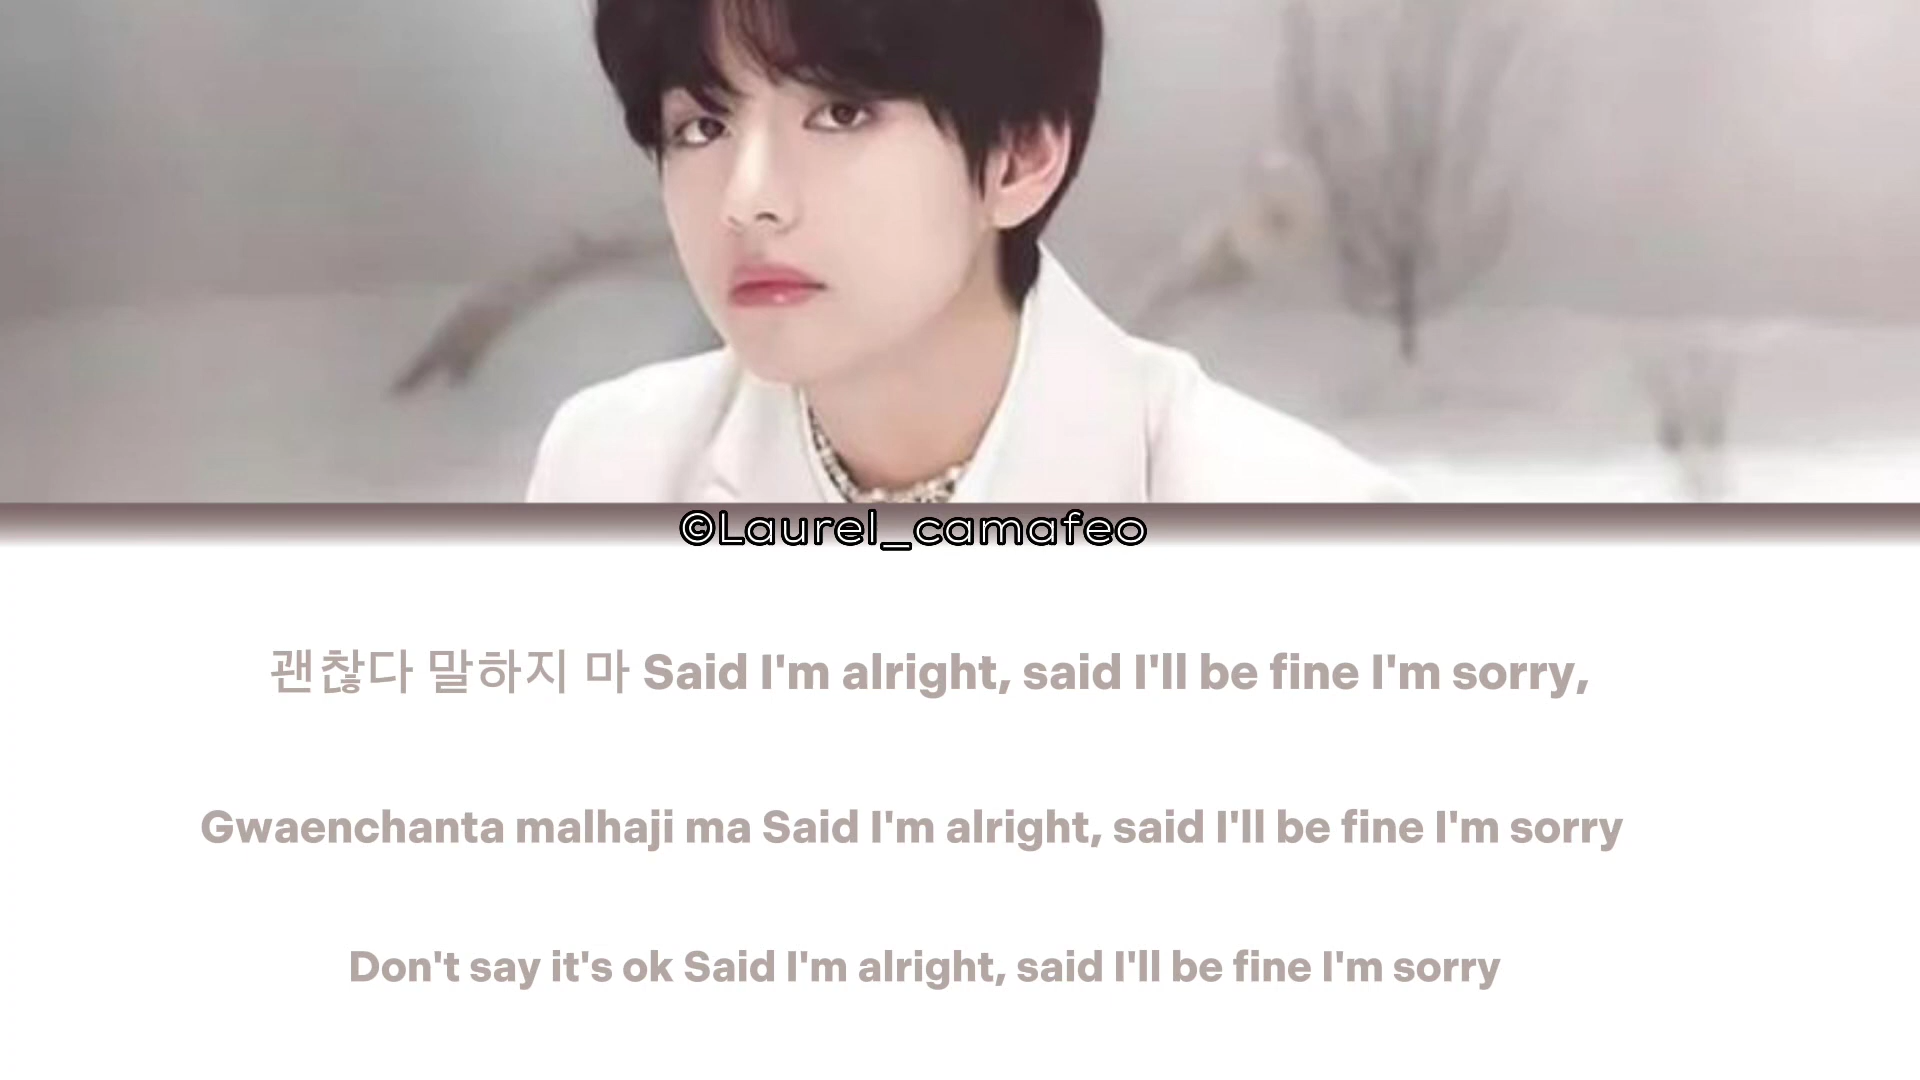 ©Laurel_camafeo
괜찮다 말하지 마 Said I'm alright, said I'll be fine I'm sorry,
Gwaenchanta malhaji ma Said I'm alright, said I'll be fine I'm sorry
Don't say it's ok Said I'm alright, said I'll be fine I'm sorry